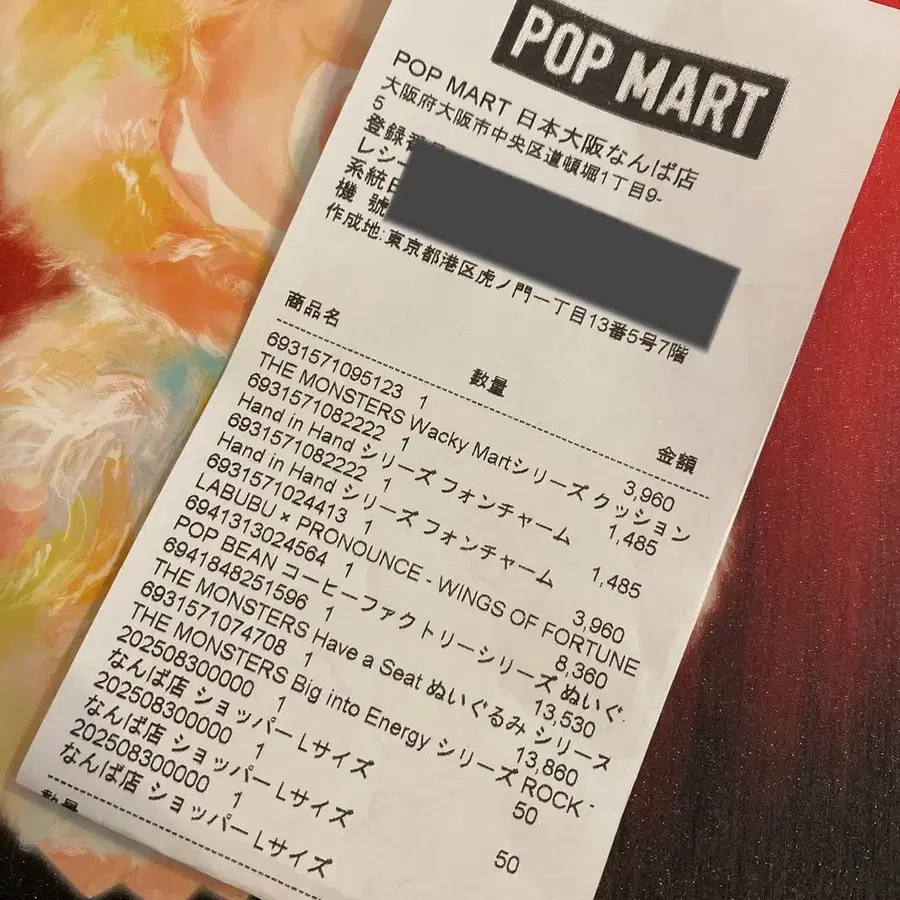 POP MART
POP MART 日本大阪なんば店
大阪府大阪市中央区道頓堀1丁目9-
5
登録番号
レシー
系統日
機 號
作成地:東京都港区虎ノ門一丁目13番5号7階
商品名 数量 金額
6931571095123 1 3,960
THE MONSTERS Wacky Martシリーズ クッション
6931571082222 1 1,485
Hand in Hand シリーズ フォンチャーム
6931571082222 1 1,485
Hand in Hand シリーズ フォンチャーム
6931571024413 1 3,960
LABUBU × PRONOUNCE - WINGS OF FORTUNE
6941313024564 1 8,360
POP BEAN コーヒーファクトリーシリーズ ぬいぐ
6941848251596 1 13,530
THE MONSTERS Have a Seat ぬいぐるみ シリース
6931571074708 1 13,860
THE MONSTERS Big into Energy シリーズ ROCK -
202508300000 1 50
なんば店 ショッパー Lサイズ
202508300000 1 50
なんば店 ショッパー Lサイズ
202508300000 1
なんば店 ショッパー Lサイズ
数量